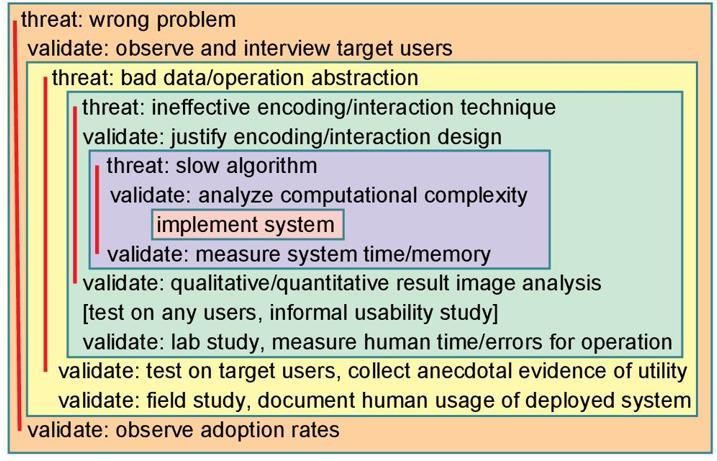 threat: wrong problem
validate: observe and interview target users
threat: bad data/operation abstraction
threat: ineffective encoding/interaction technique
validate: justify encoding/interaction design
threat: slow algorithm
validate: analyze computational complexity
implement system
validate: measure system time/memory
validate: qualitative/quantitative result image analysis
[test on any users, informal usability study]
validate: lab study, measure human time/errors for operation
validate: test on target users, collect anecdotal evidence of utility
validate: field study, document human usage of deployed system
validate: observe adoption rates